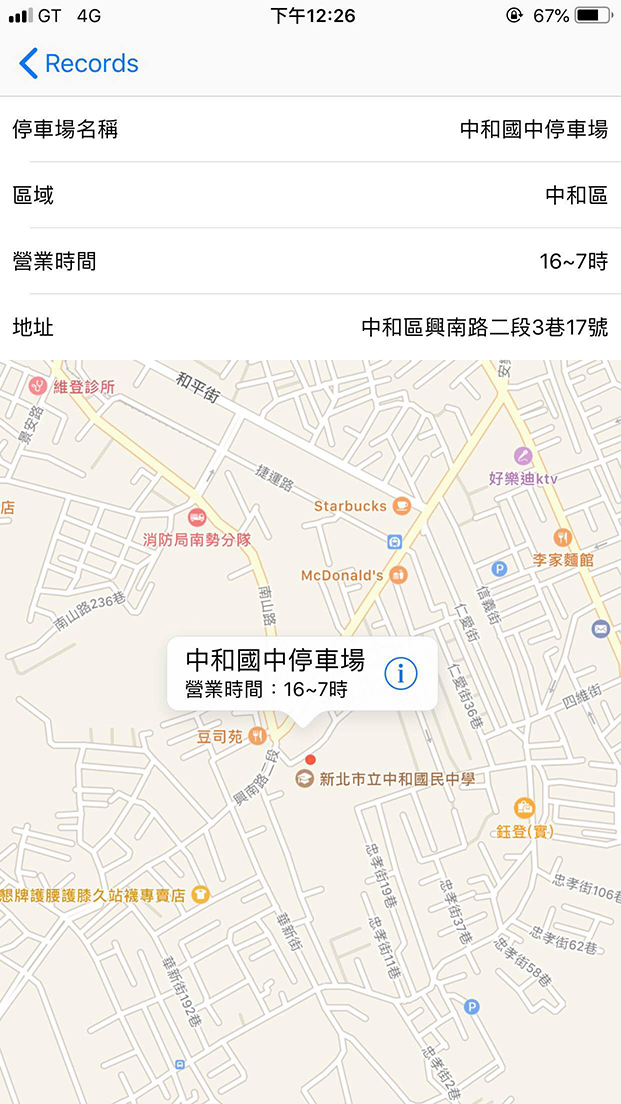 GT 4G 下午12:26 67%
Records
停車場名稱 中和國中停車場
區域 中和區
營業時間 16~7時
地址 中和區興南路二段3巷17號
維登診所
和平街
景安路
捷運路
好樂迪ktv
店
Starbucks
消防局南勢分隊
李家麵館
McDonald's
P
南山路
信義街
南山路236巷
仁愛街
中和國中停車場
營業時間：16~7時
仁愛街36巷
四維街
豆司苑
興南路二段
新北市立中和國民中學
鈺登(實)
忠孝街19巷
忠孝街37巷
忠孝街106巷
懇牌護腰護膝久站襪專賣店
華新街
忠孝街11巷
忠孝街62巷
忠孝街58巷
華新街192巷
P
忠孝街2巷